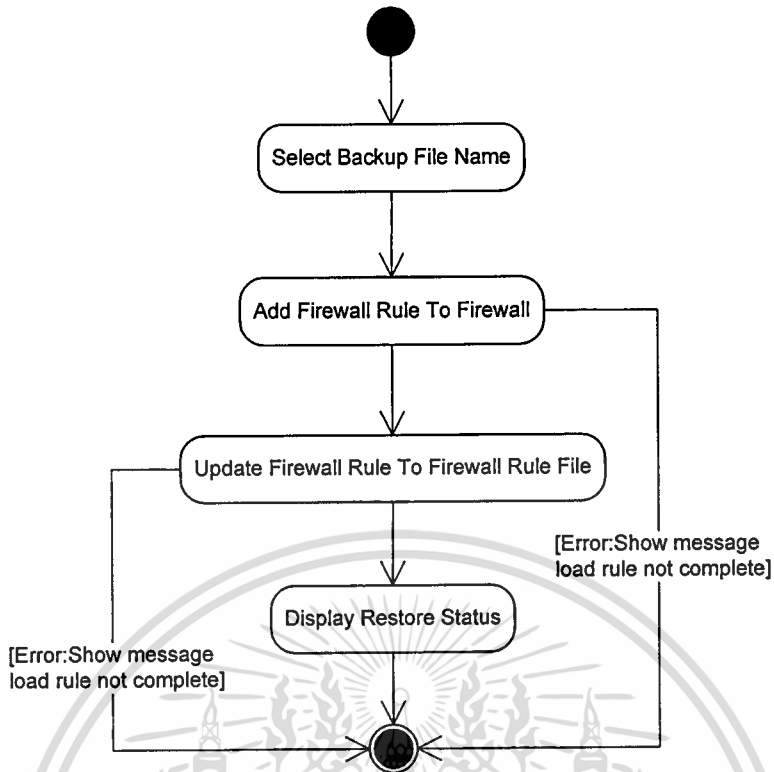 Select Backup File Name
Add Firewall Rule To Firewall
Update Firewall Rule To Firewall Rule File
[Error:Show message
load rule not complete]
Display Restore Status
[Error:Show message
load rule not complete]